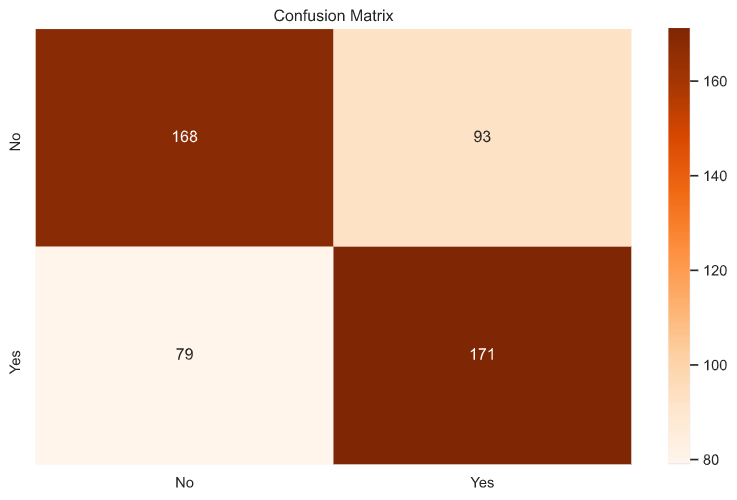 Confusion Matrix
No
168
93
Yes
79
171
No
Yes
160
140
120
100
80